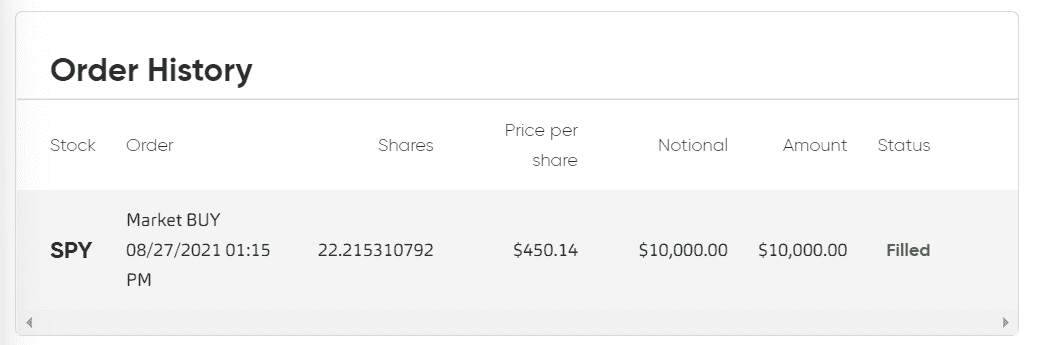 Order History
Stock Order Shares Price per share Notional Amount Status
Market BUY
SPY 08/27/2021 01:15 22.215310792 $450.14 $10,000.00 $10,000.00 Filled
PM